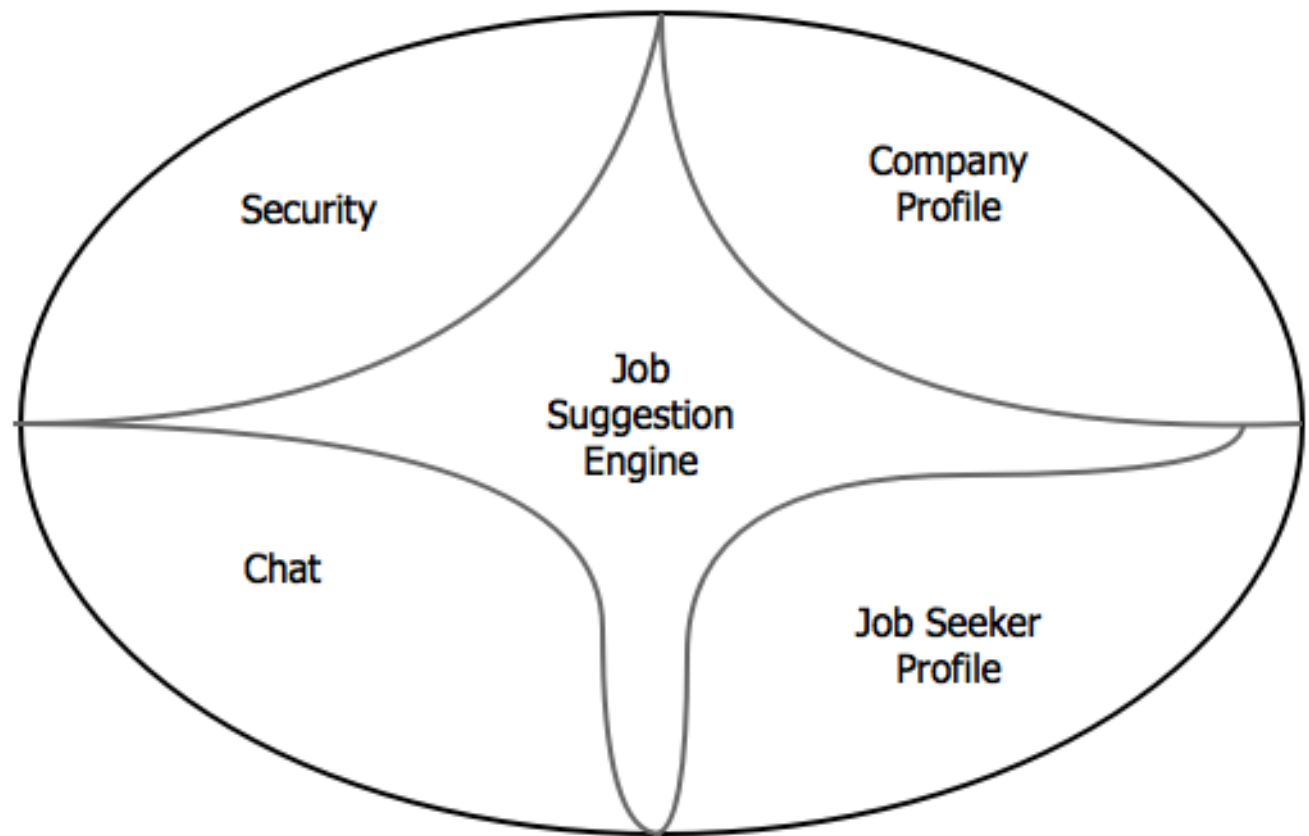 Security
Company
Profile
Job
Suggestion
Engine
Chat
Job Seeker
Profile